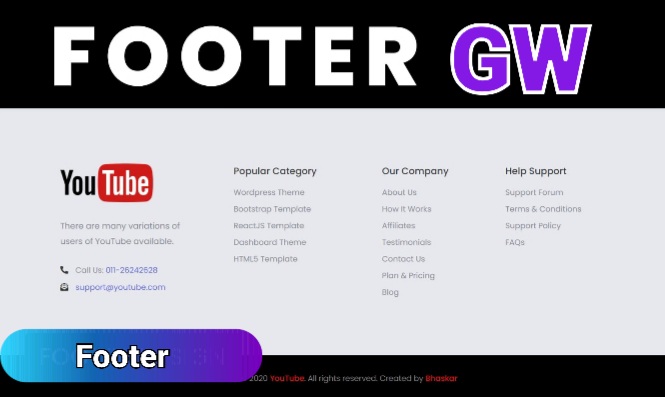 FOOTER GW
YouTube
There are many variations of
users of YouTube available.
Call Us: 011-26242628
support@youtube.com
Popular Category
Wordpress Theme
Bootstrap Template
ReactJS Template
Dashboard Theme
HTML5 Template
Our Company
About Us
How It Works
Affiliates
Testimonials
Contact Us
Plan & Pricing
Blog
Help Support
Support Forum
Terms & Conditions
Support Policy
FAQs
Footer
2020 YouTube. All rights reserved. Created by Bhaskar